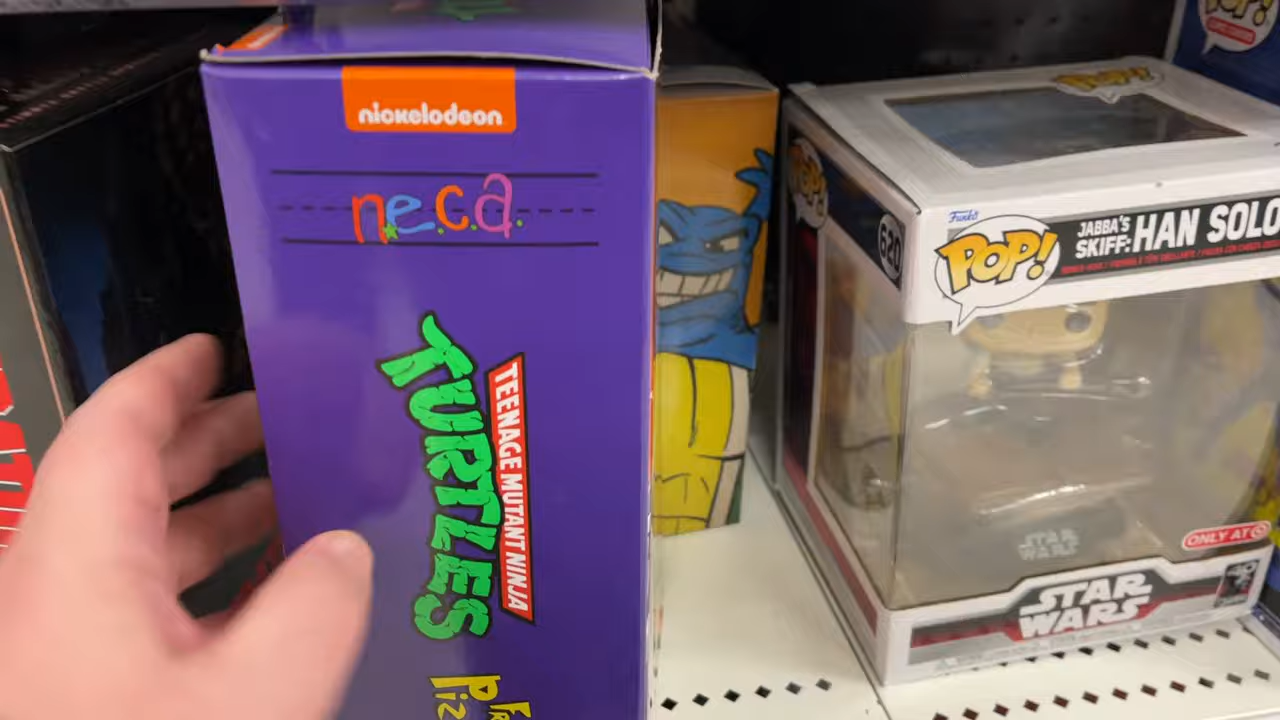 nickelodeon
n.e.c.a.
TEENAGE MUTANT NINJA
TURTLES
620
Funko
POP!
JABBA'S
SKIFF: HAN SOLO
STAR
WARS
ONLY AT
STAR
WARS
POP!